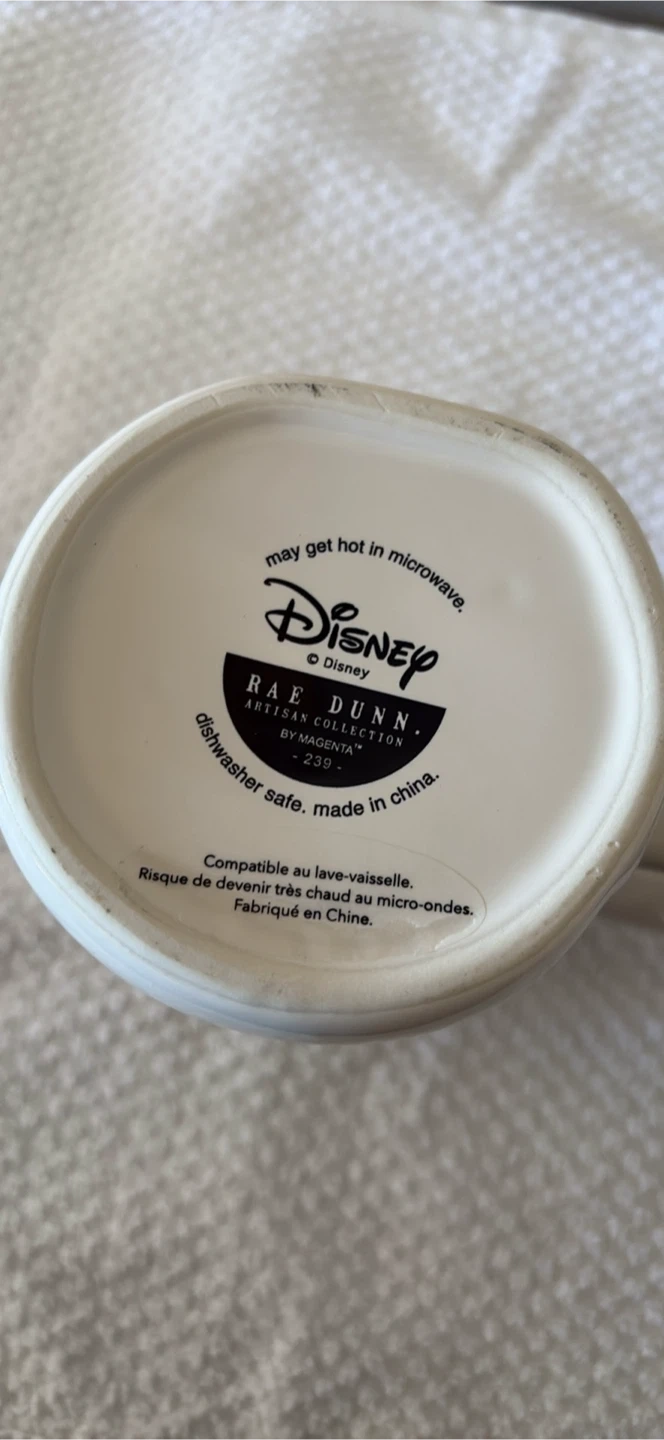 may get hot in microwave.
Disney
© Disney
RAE DUNN.
ARTISAN COLLECTION
BY MAGENTA™
- 239 -
dishwasher safe. made in china.
Compatible au lave-vaisselle.
Risque de devenir très chaud au micro-ondes.
Fabriqué en Chine.